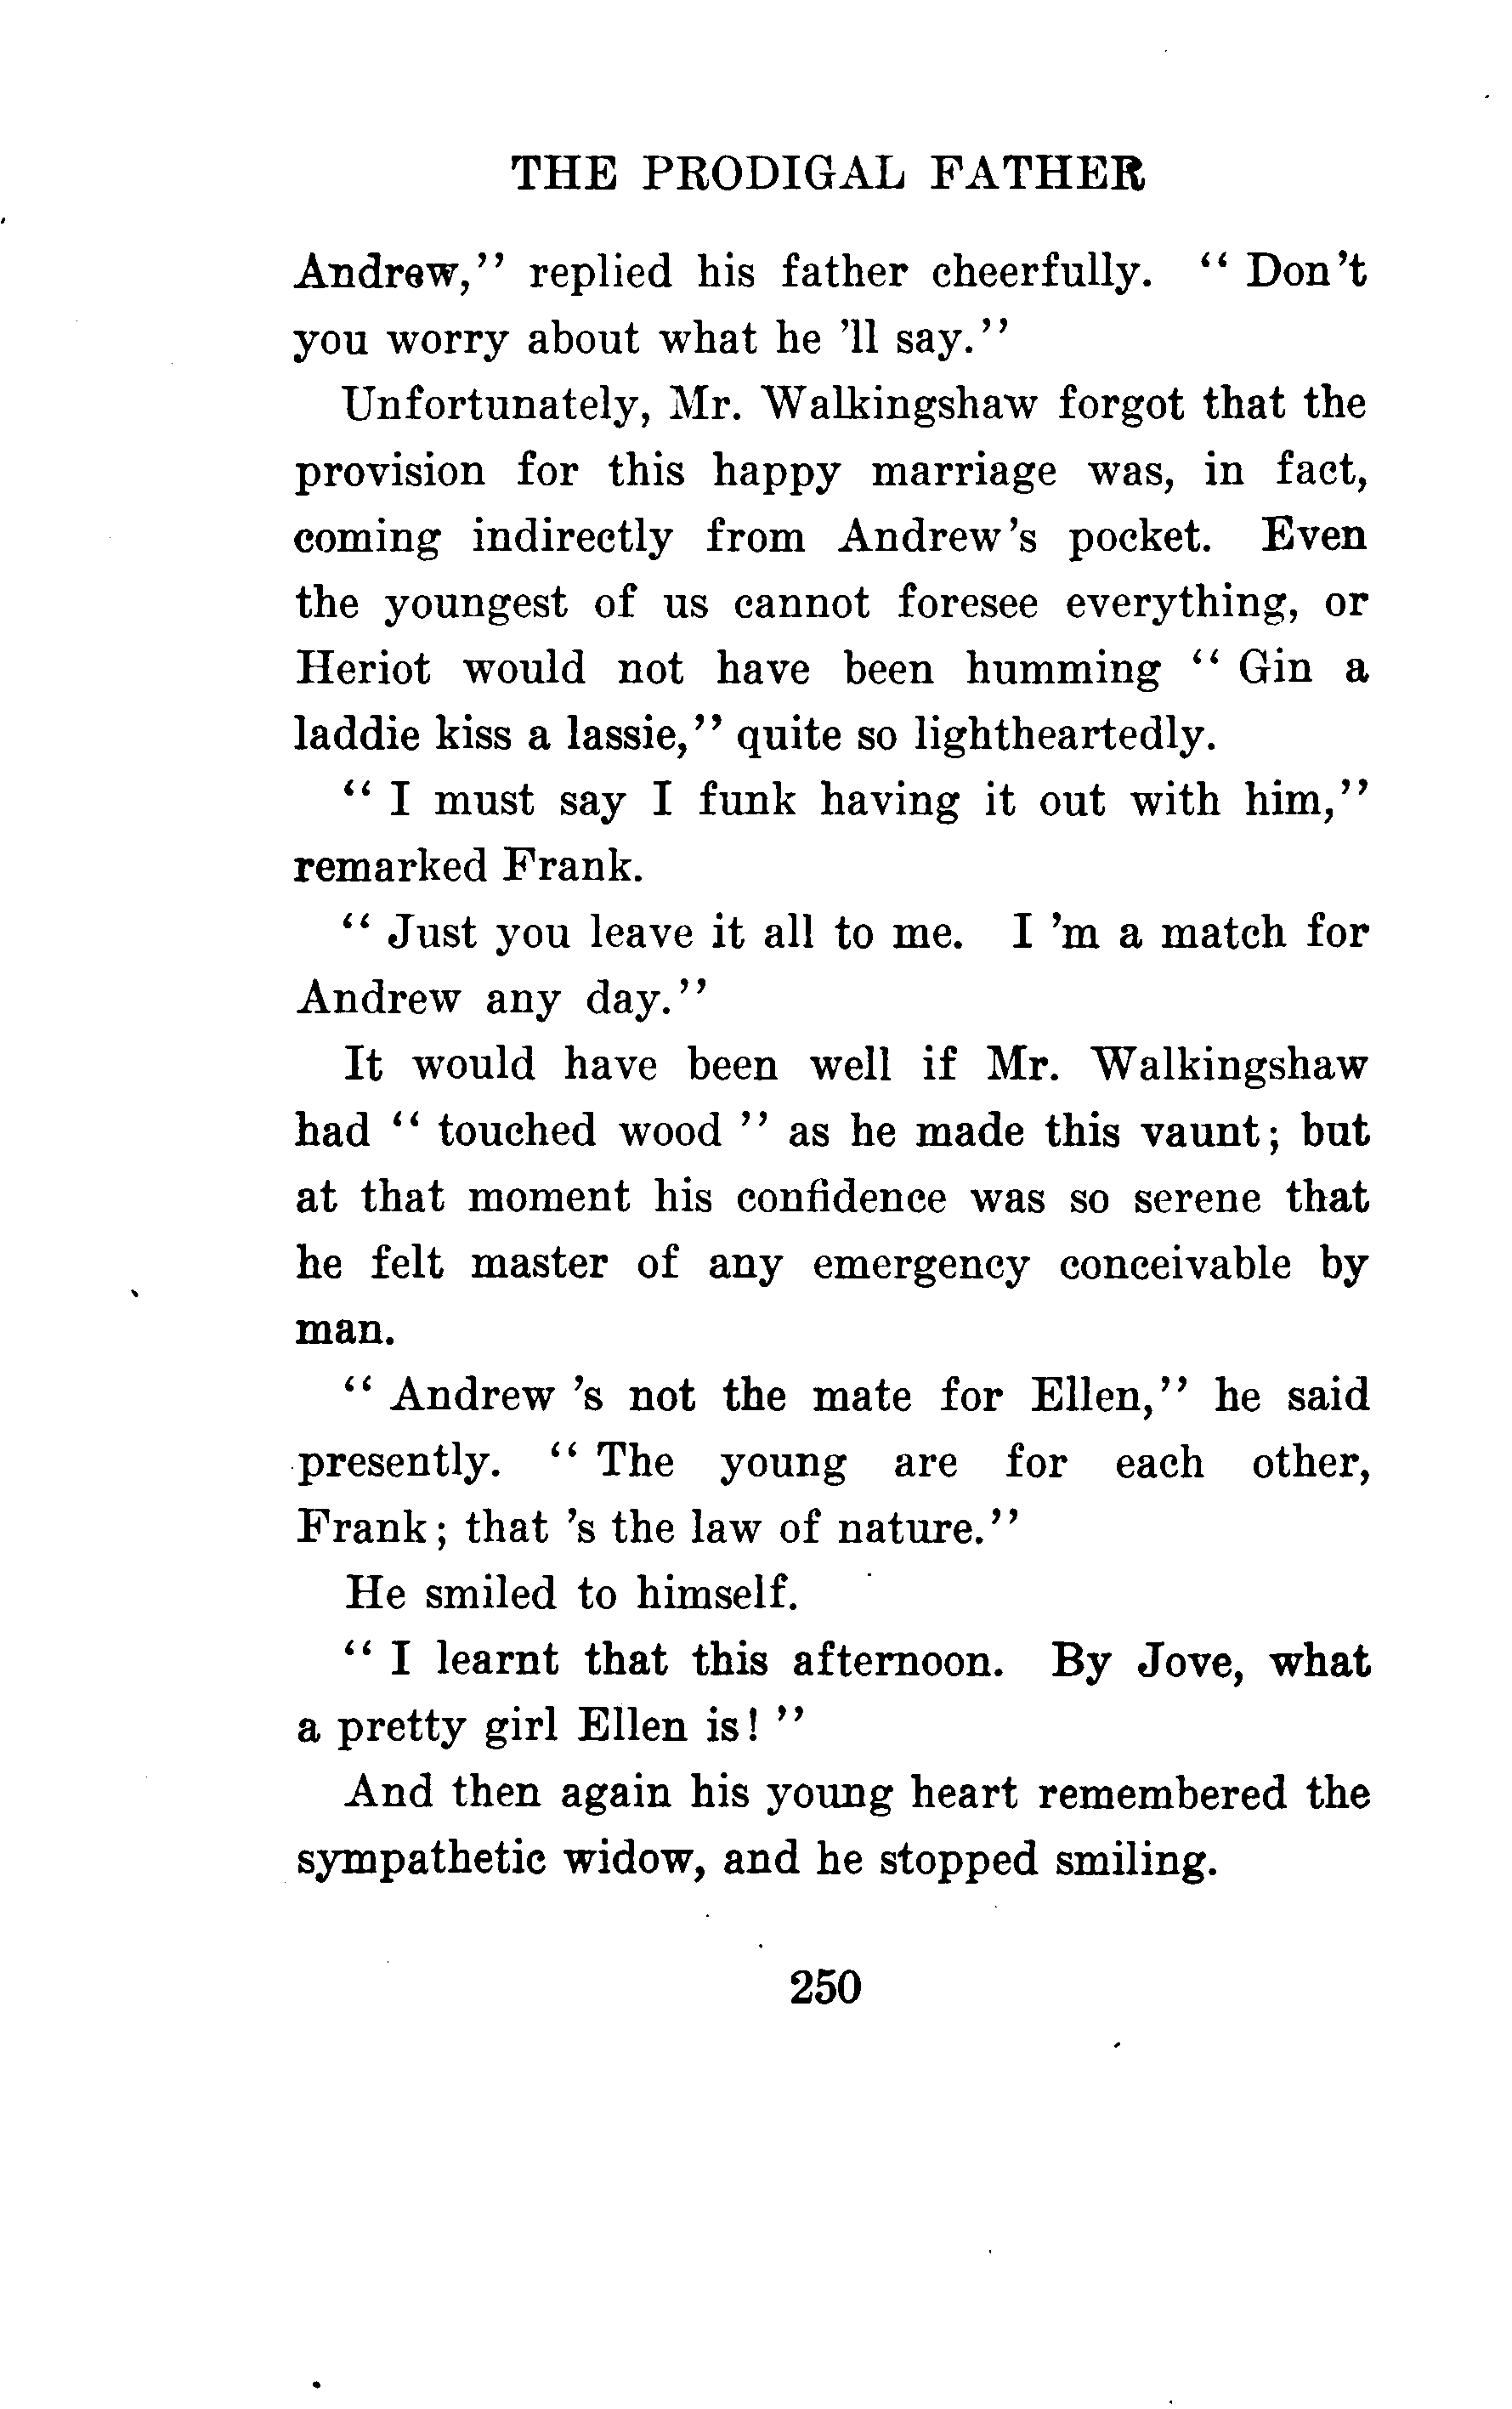 THE PRODIGAL FATHER
Andrew," replied his father cheerfully. "Don't
you worry about what he 'll say."
Unfortunately, Mr. Walkingshaw forgot that the
provision for this happy marriage was, in fact,
coming indirectly from Andrew's pocket. Even
the youngest of us cannot foresee everything, or
Heriot would not have been humming "Gin a
laddie kiss a lassie," quite so lightheartedly.
"I must say I funk having it out with him,"
remarked Frank.
"Just you leave it all to me. I 'm a match for
Andrew any day."
It would have been well if Mr. Walkingshaw
had "touched wood" as he made this vaunt; but
at that moment his confidence was so serene that
he felt master of any emergency conceivable by
man.
"Andrew 's not the mate for Ellen," he said
presently. "The young are for each other,
Frank; that 's the law of nature."
He smiled to himself.
"I learnt that this afternoon. By Jove, what
a pretty girl Ellen is!"
And then again his young heart remembered the
sympathetic widow, and he stopped smiling.
250